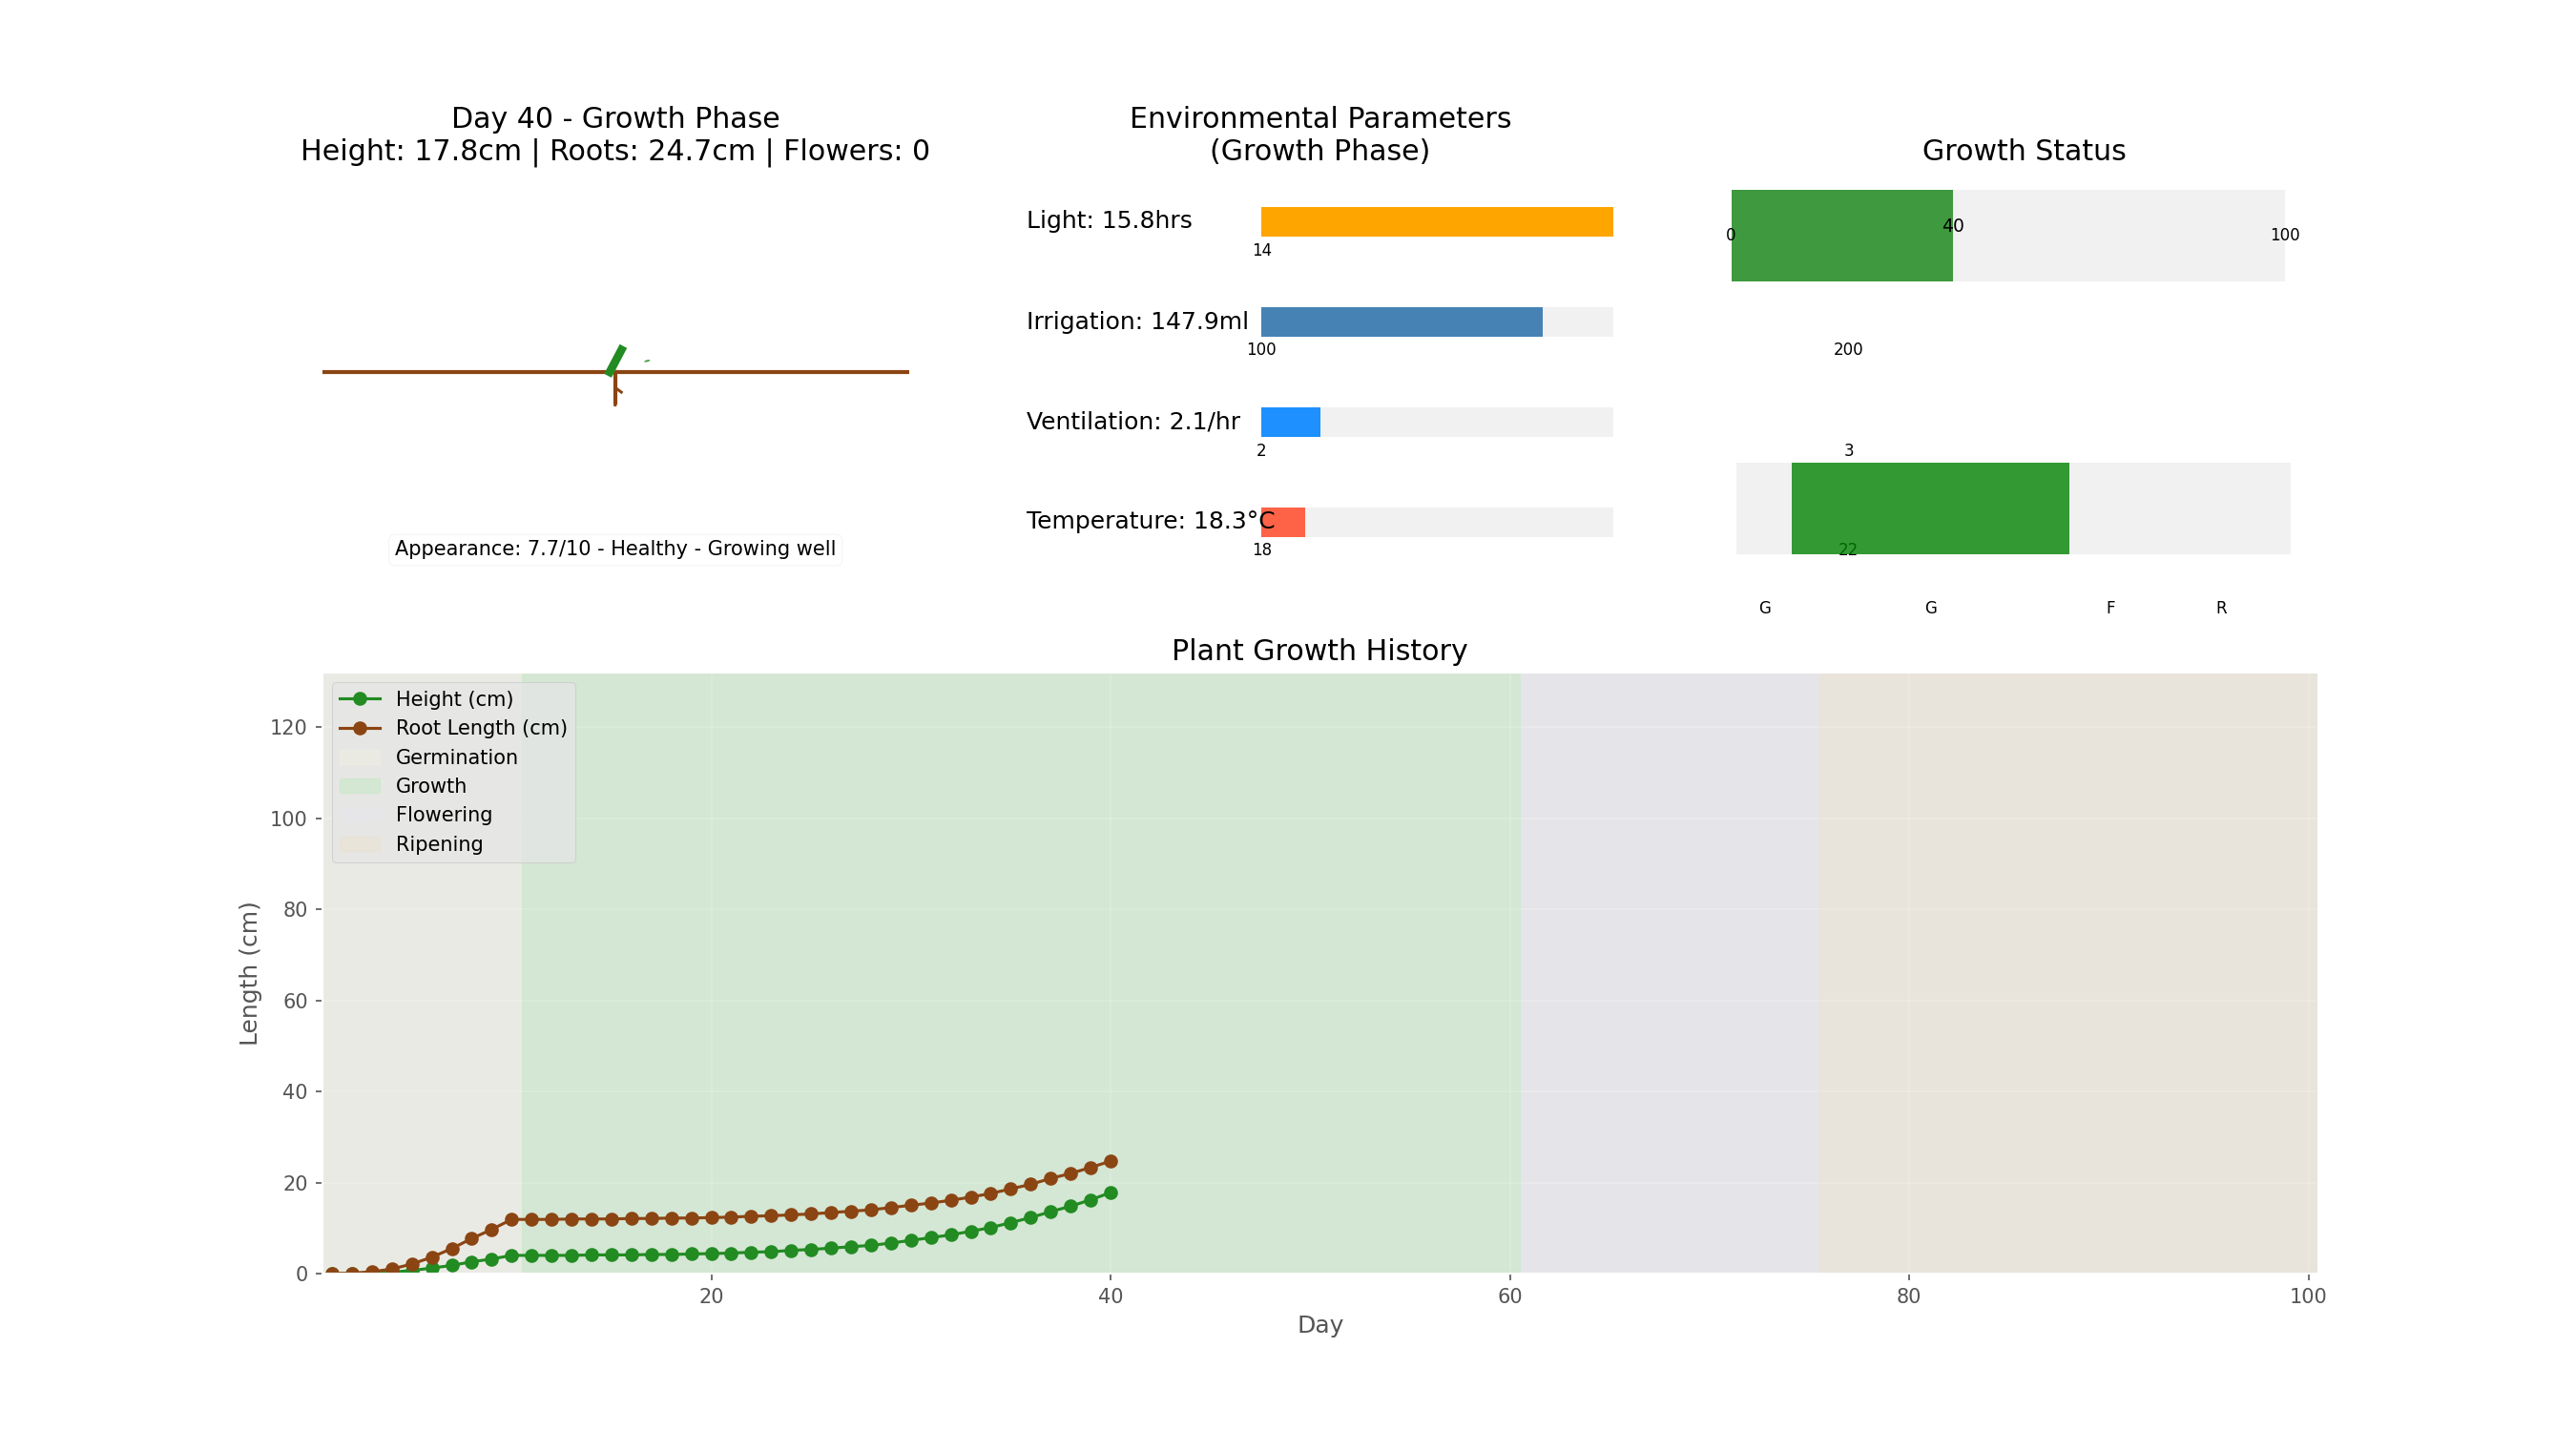 Day 40 - Growth Phase
Height: 17.8cm | Roots: 24.7cm | Flowers: 0
Appearance: 7.7/10 - Healthy - Growing well
Environmental Parameters
(Growth Phase)
Light: 15.8hrs
14
Irrigation: 147.9ml
100
200
Ventilation: 2.1/hr
2
3
Temperature: 18.3°C
18
22
Growth Status
0
40
100
G
G
F
R
Plant Growth History
Height (cm)
Root Length (cm)
Germination
Growth
Flowering
Ripening
Length (cm)
120
100
80
60
40
20
0
20
40
60
80
100
Day